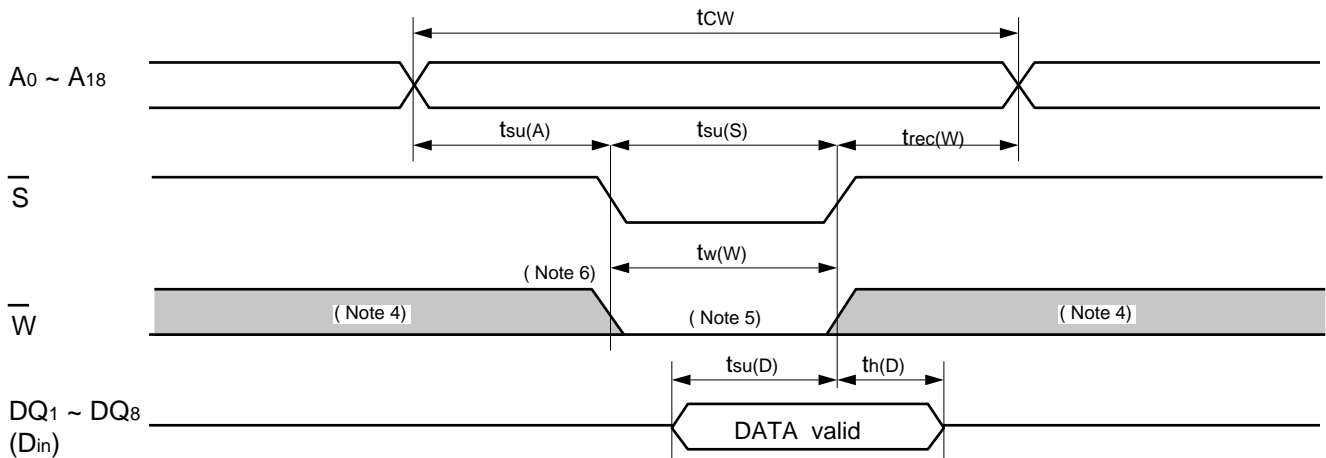 tCW
A0 ~ A18
tsu(A) tsu(S) trec(W)
S
tw(W)
( Note 6)
W
( Note 4) ( Note 5) ( Note 4)
tsu(D) th(D)
DQ1 ~ DQ8
(Din)
DATA valid